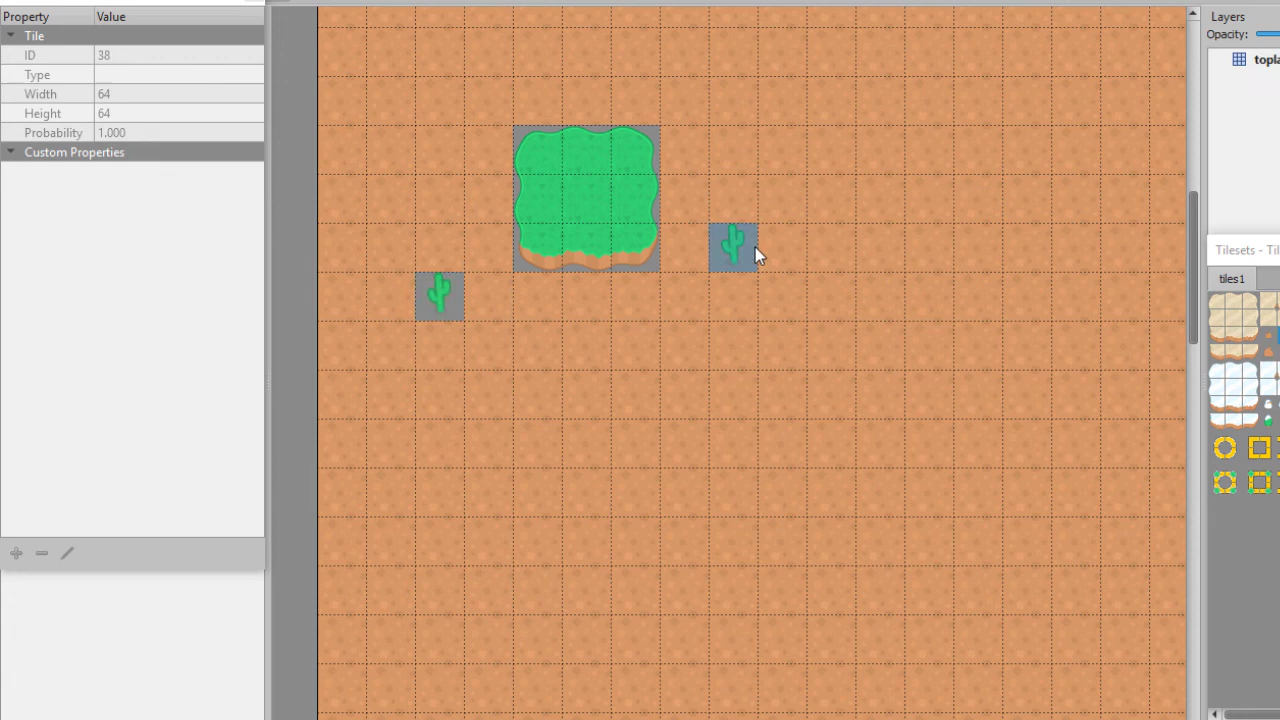 Property Value
Tile
ID 38
Type
Width 64
Height 64
Probability 1.000
Custom Properties
Layers
Opacity:
topla
Tilesets - Til
tiles1